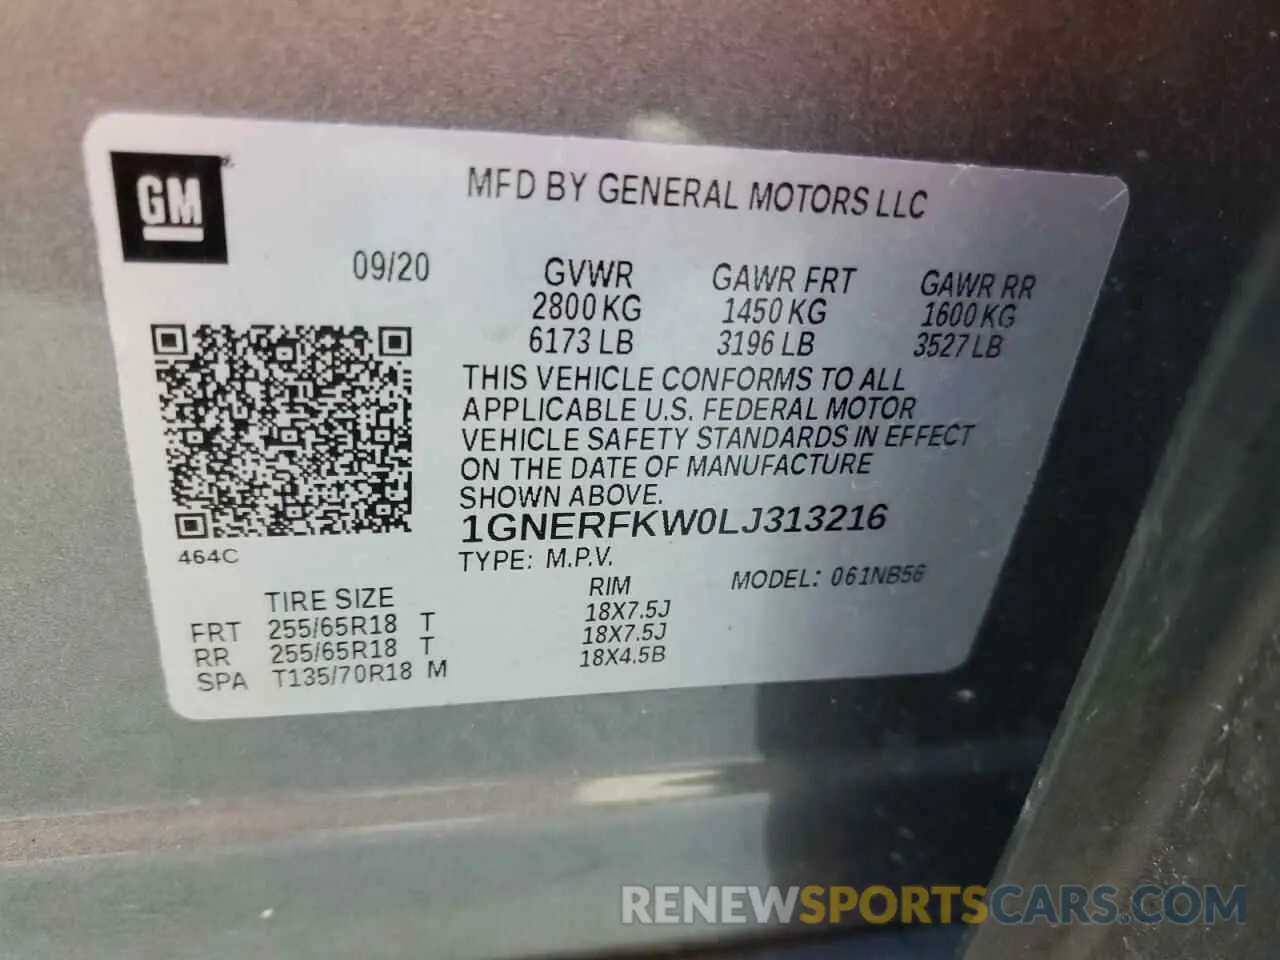 GM
MFD BY GENERAL MOTORS LLC
09/20
GVWR GAWR FRT GAWR RR
2800 KG 1450 KG 1600 KG
6173 LB 3196 LB 3527 LB
THIS VEHICLE CONFORMS TO ALL
APPLICABLE U.S. FEDERAL MOTOR
VEHICLE SAFETY STANDARDS IN EFFECT
ON THE DATE OF MANUFACTURE
SHOWN ABOVE.
1GNERFKW0LJ313216
464C
TYPE: M.P.V. MODEL: 061NB56
TIRE SIZE RIM
FRT 255/65R18 T 18X7.5J
RR 255/65R18 T 18X7.5J
SPA T135/70R18 M 18X4.5B
RENEWSPORTSCARS.COM